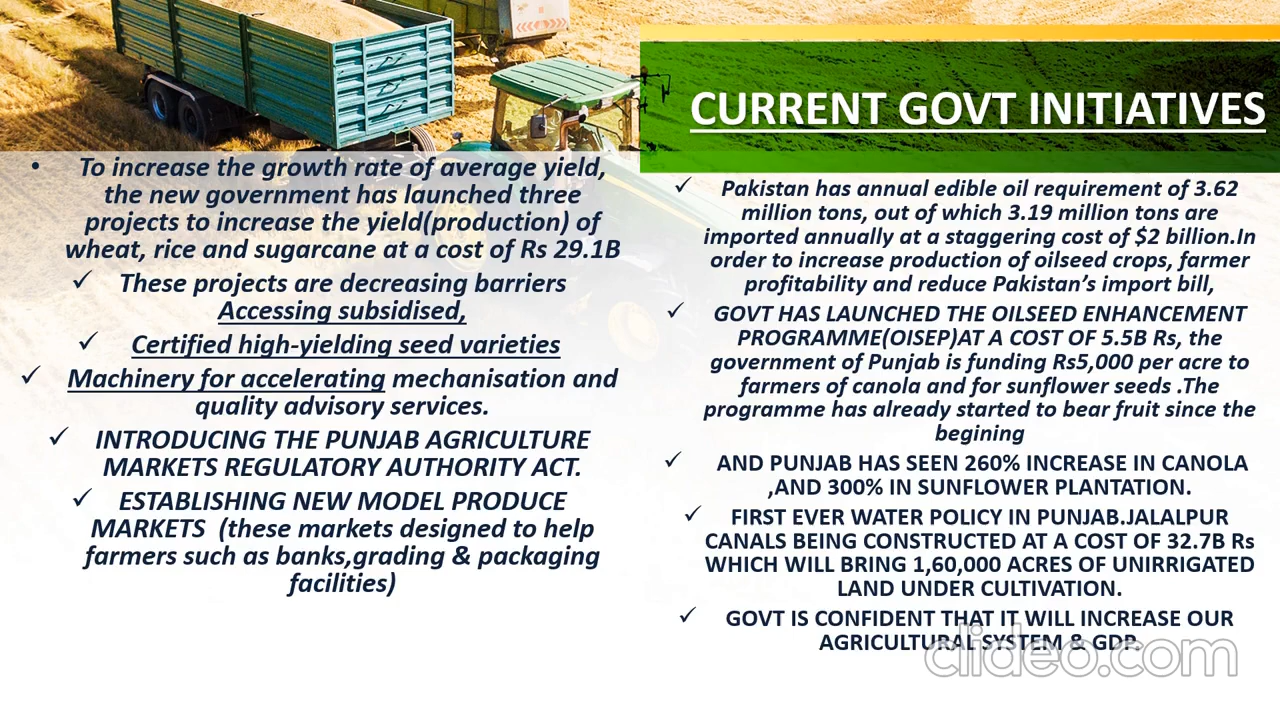 CURRENT GOVT INITIATIVES
• To increase the growth rate of average yield,
the new government has launched three
projects to increase the yield(production) of
wheat, rice and sugarcane at a cost of Rs 29.1B
✓ These projects are decreasing barriers
Accessing subsidised,
✓ Certified high-yielding seed varieties
✓ Machinery for accelerating mechanisation and
quality advisory services.
✓ INTRODUCING THE PUNJAB AGRICULTURE
MARKETS REGULATORY AUTHORITY ACT.
✓ ESTABLISHING NEW MODEL PRODUCE
MARKETS (these markets designed to help
farmers such as banks,grading & packaging
facilities)
✓ Pakistan has annual edible oil requirement of 3.62
million tons, out of which 3.19 million tons are
imported annually at a staggering cost of $2 billion.In
order to increase production of oilseed crops, farmer
profitability and reduce Pakistan's import bill,
✓ GOVT HAS LAUNCHED THE OILSEED ENHANCEMENT
PROGRAMME(OISEP)AT A COST OF 5.5B Rs, the
government of Punjab is funding Rs5,000 per acre to
farmers of canola and for sunflower seeds .The
programme has already started to bear fruit since the
begining
✓ AND PUNJAB HAS SEEN 260% INCREASE IN CANOLA
,AND 300% IN SUNFLOWER PLANTATION.
✓ FIRST EVER WATER POLICY IN PUNJAB.JALALPUR
CANALS BEING CONSTRUCTED AT A COST OF 32.7B Rs
WHICH WILL BRING 1,60,000 ACRES OF UNIRRIGATED
LAND UNDER CULTIVATION.
✓ GOVT IS CONFIDENT THAT IT WILL INCREASE OUR
AGRICULTURAL SYSTEM & GDP.
clideo.com